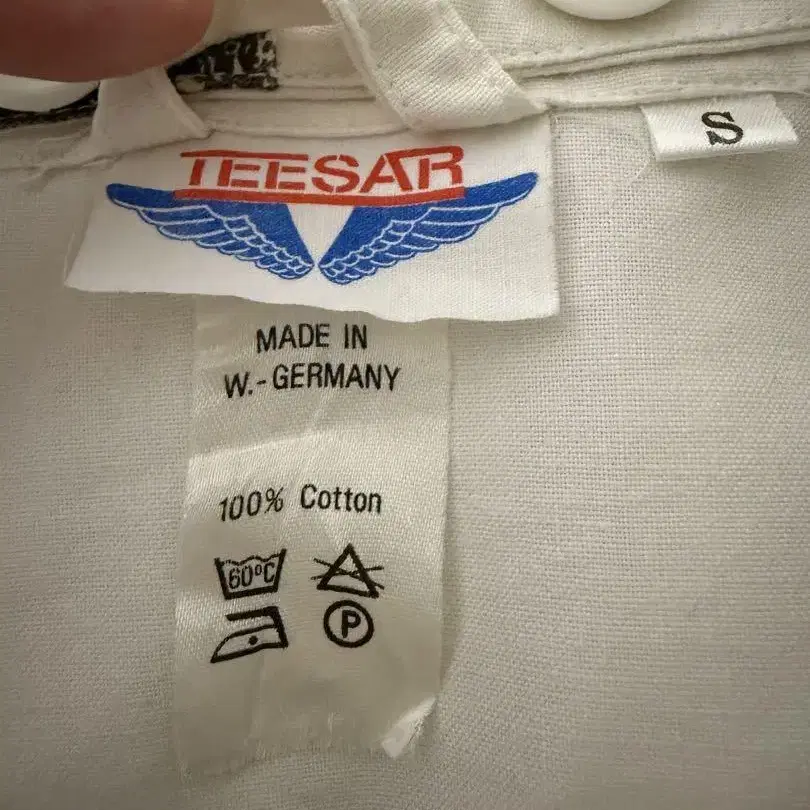 TEESAR
S
MADE IN
W.-GERMANY
100% Cotton
60°C
P